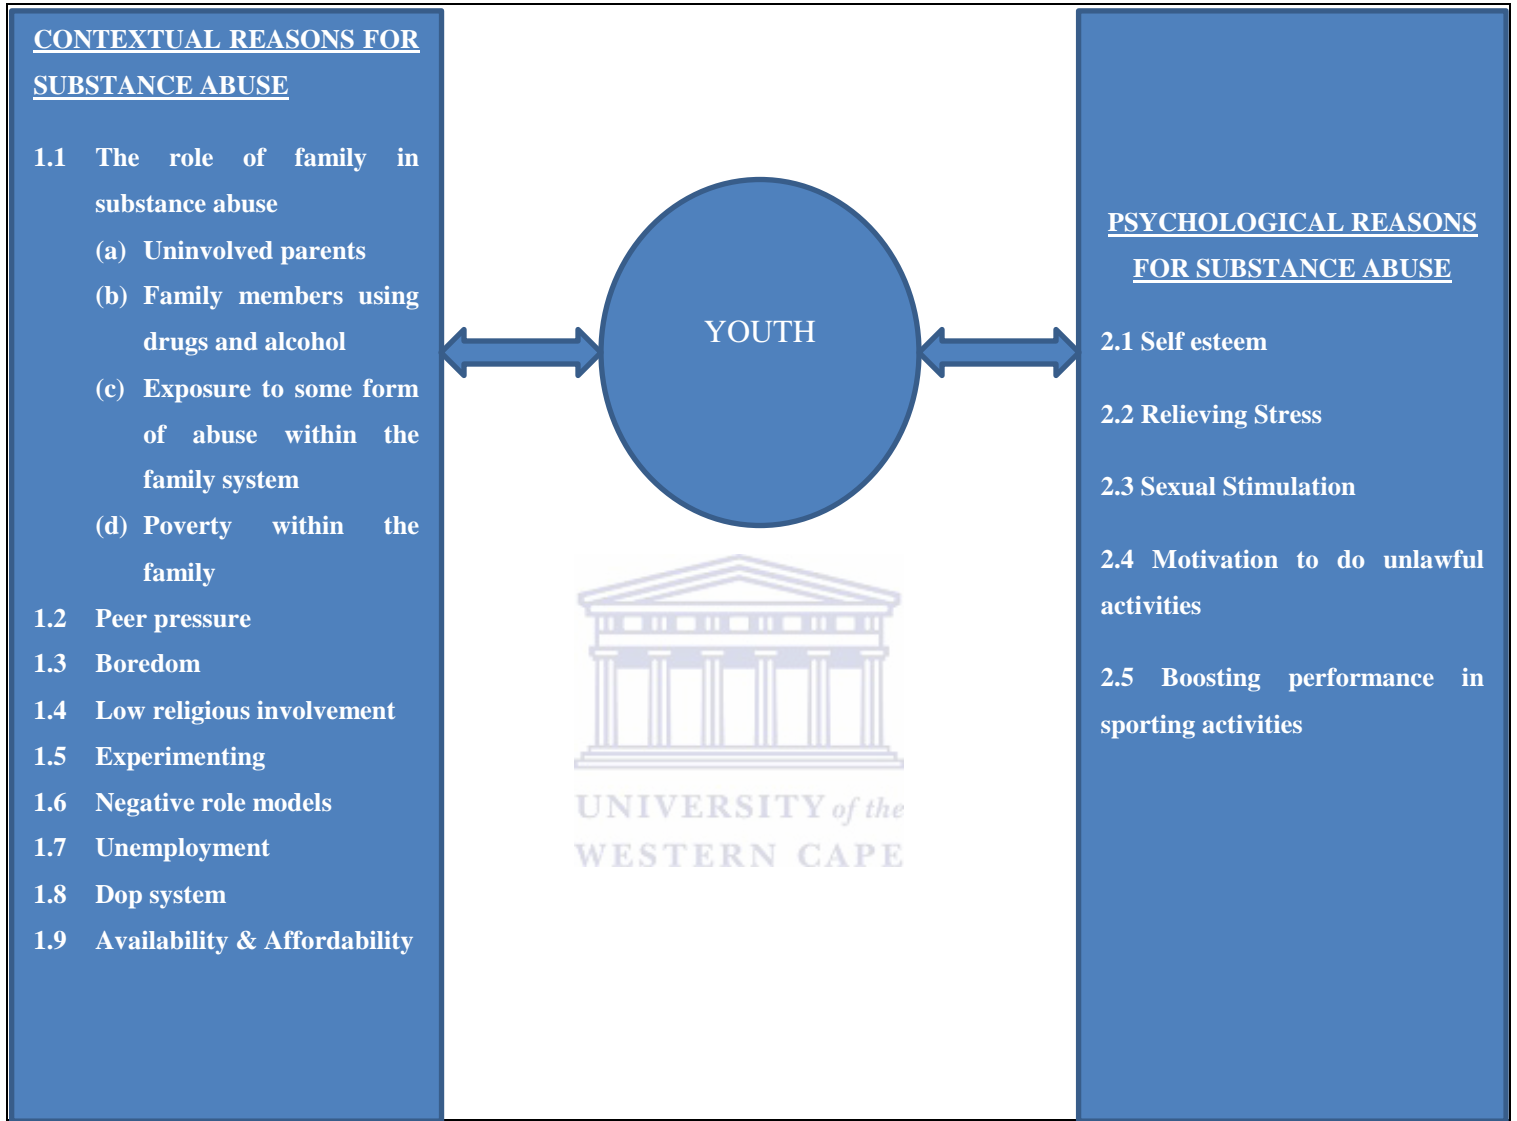 CONTEXTUAL REASONS FOR
SUBSTANCE ABUSE
1.1 The role of family in
substance abuse
(a) Uninvolved parents
(b) Family members using
drugs and alcohol
(c) Exposure to some form
of abuse within the
family system
(d) Poverty within the
family
1.2 Peer pressure
1.3 Boredom
1.4 Low religious involvement
1.5 Experimenting
1.6 Negative role models
1.7 Unemployment
1.8 Dop system
1.9 Availability & Affordability
YOUTH
UNIVERSITY of the
WESTERN CAPE
PSYCHOLOGICAL REASONS
FOR SUBSTANCE ABUSE
2.1 Self esteem
2.2 Relieving Stress
2.3 Sexual Stimulation
2.4 Motivation to do unlawful
activities
2.5 Boosting performance in
sporting activities